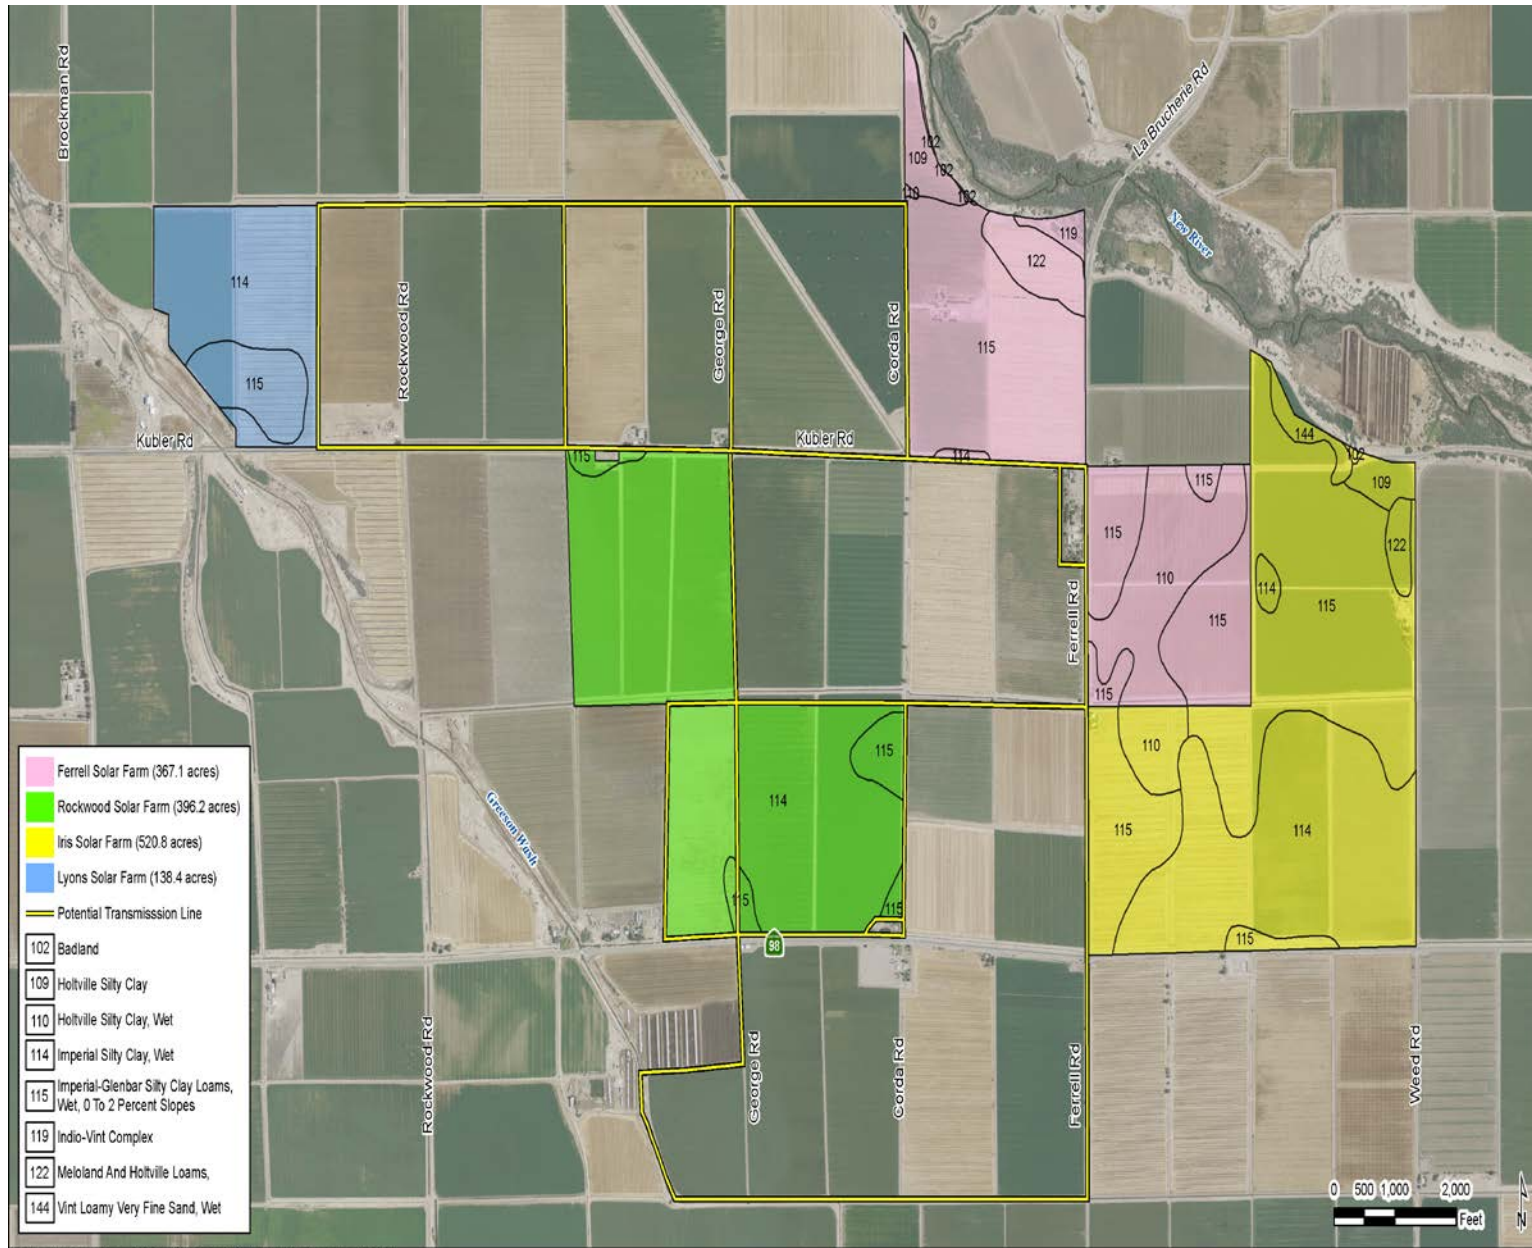 Brockman Rd
La Brucherie Rd
102
109
102
110
102
New River
119
122
114
Rockwood Rd
George Rd
Corda Rd
115
115
144
Kubler Rd
Kubler Rd
102
114
115
115
109
115
122
110
114
115
115
Ferrell Rd
115
110
115
114
115
114
Greeson Wash
115
115
115
98
Rockwood Rd
George Rd
Corda Rd
Ferrell Rd
Weed Rd
Ferrell Solar Farm (367.1 acres)
Rockwood Solar Farm (396.2 acres)
Iris Solar Farm (520.8 acres)
Lyons Solar Farm (138.4 acres)
Potential Transmisssion Line
102 Badland
109 Holtville Silty Clay
110 Holtville Silty Clay, Wet
114 Imperial Silty Clay, Wet
115 Imperial-Glenbar Silty Clay Loams,
Wet, 0 To 2 Percent Slopes
119 Indio-Vint Complex
122 Meloland And Holtville Loams,
144 Vint Loamy Very Fine Sand, Wet
0 500 1,000 2,000
Feet
N